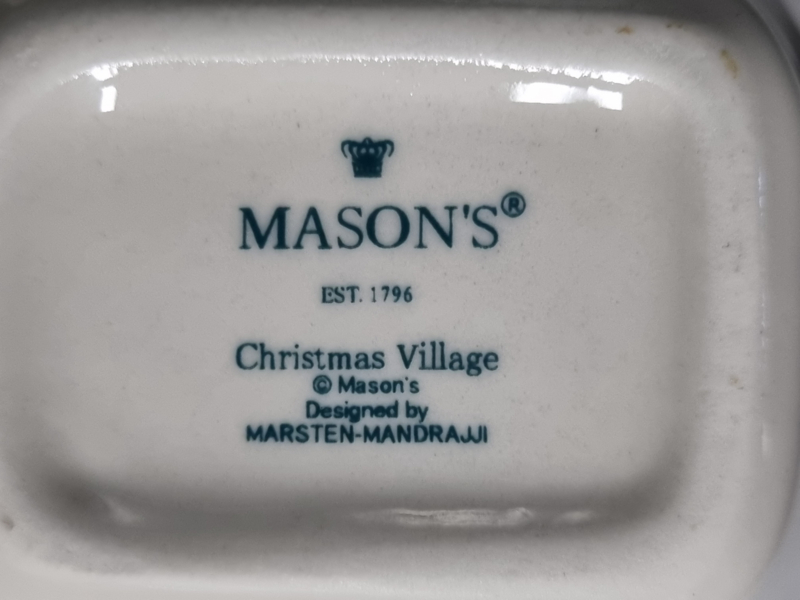 MASON'S®
EST. 1796
Christmas Village
© Mason's
Designed by
MARSTEN-MANDRAJJI